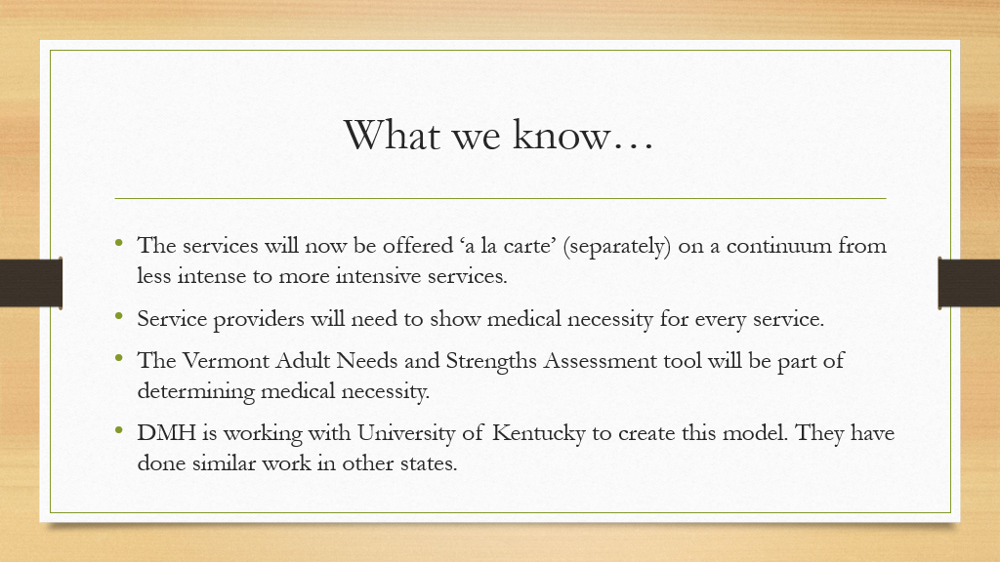 What we know…
• The services will now be offered ‘a la carte’ (separately) on a continuum from
less intense to more intensive services.
• Service providers will need to show medical necessity for every service.
• The Vermont Adult Needs and Strengths Assessment tool will be part of
determining medical necessity.
• DMH is working with University of Kentucky to create this model. They have
done similar work in other states.